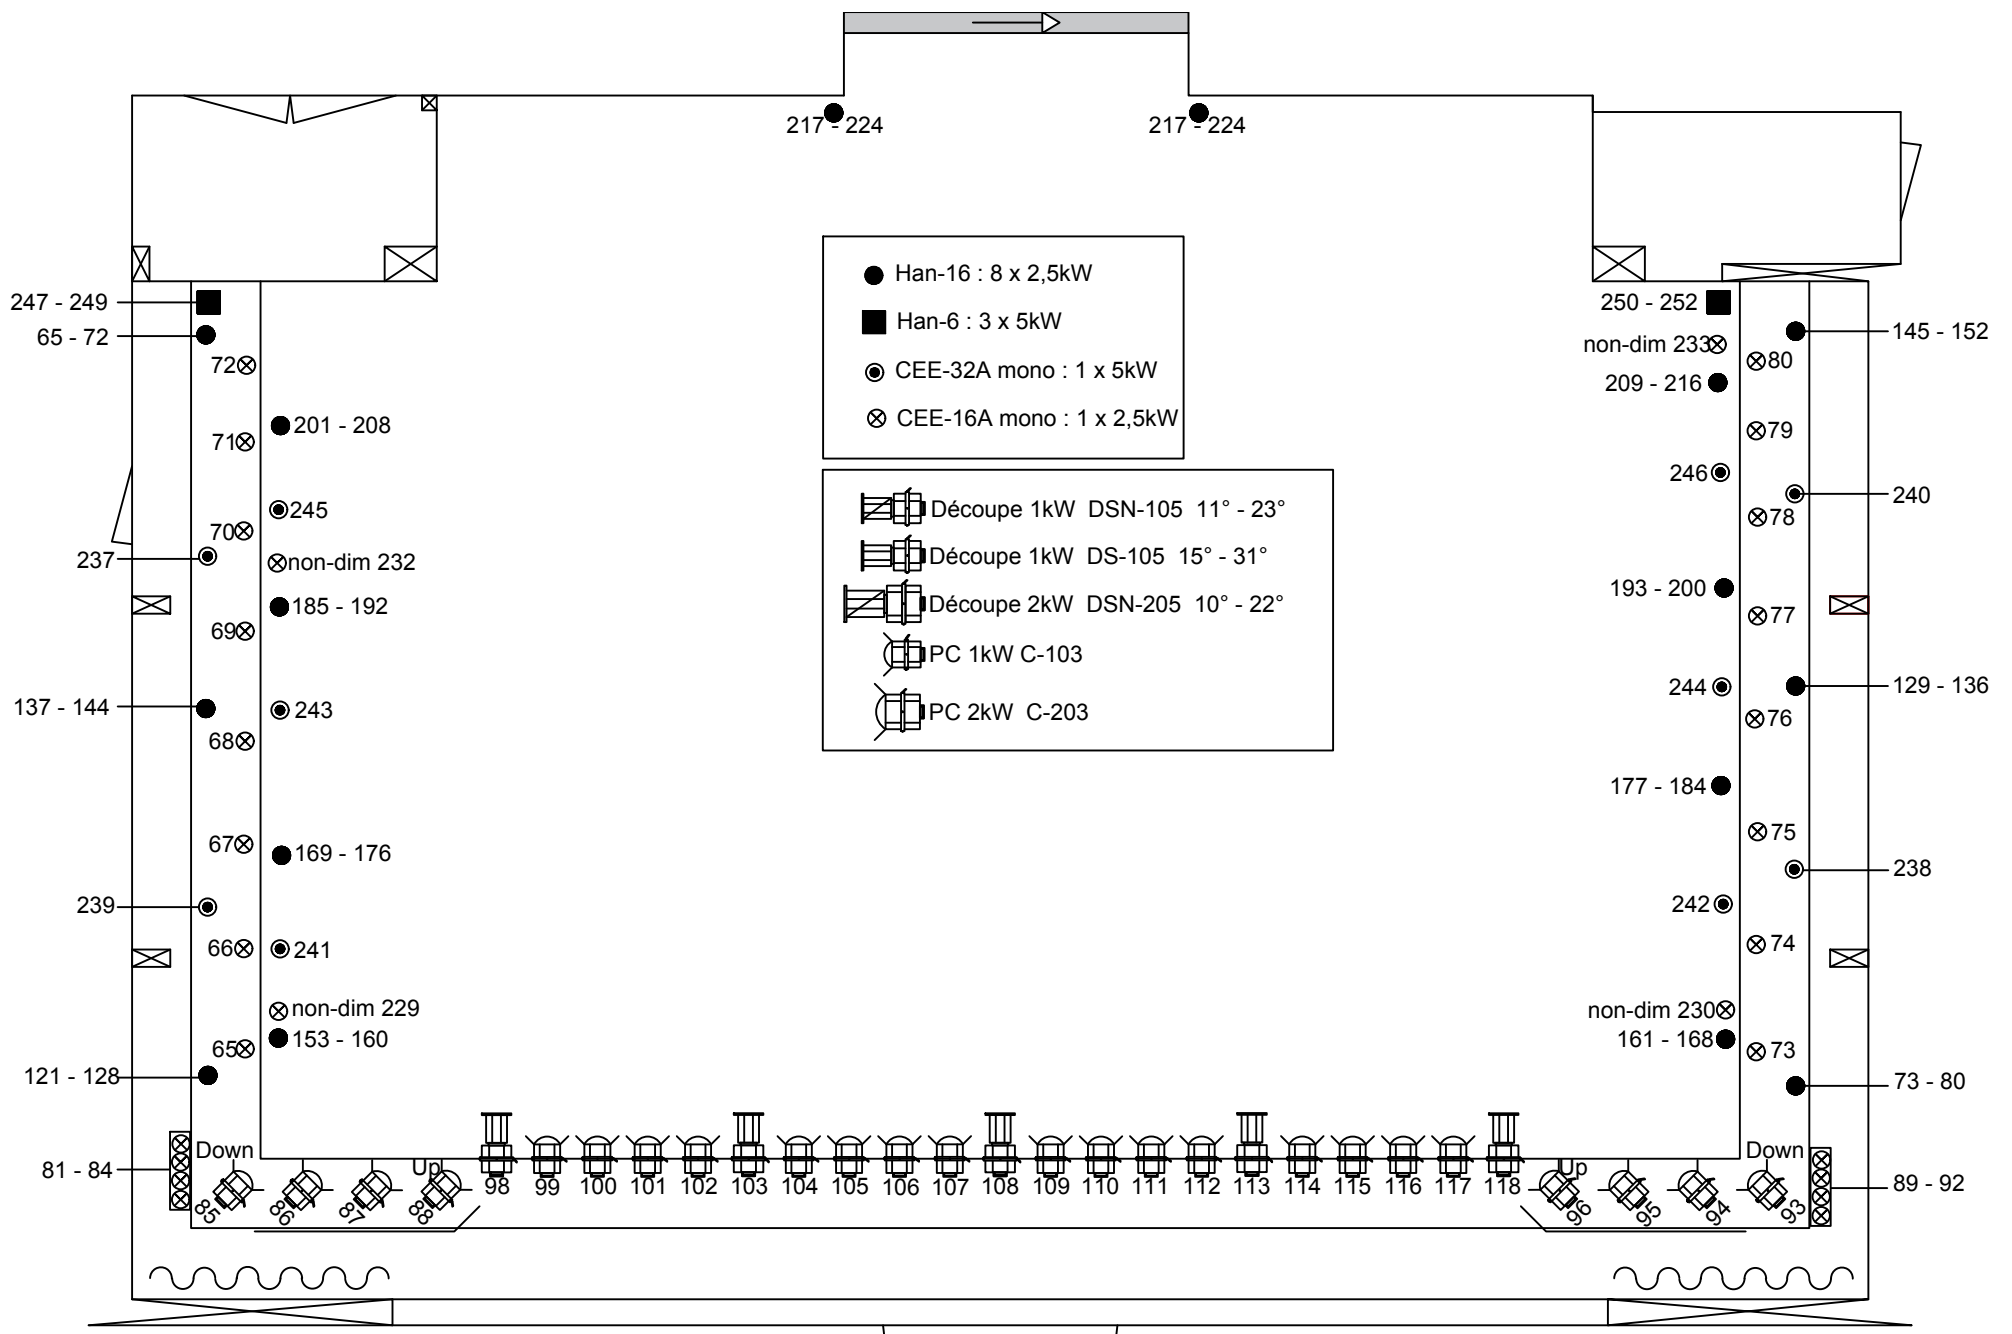 217 - 224
217 - 224
Han-16 : 8 x 2,5kW
Han-6 : 3 x 5kW
CEE-32A mono : 1 x 5kW
CEE-16A mono : 1 x 2,5kW
Découpe 1kW DSN-105 11° - 23°
Découpe 1kW DS-105 15° - 31°
Découpe 2kW DSN-205 10° - 22°
PC 1kW C-103
PC 2kW C-203
247 - 249
65 - 72
72
201 - 208
71
245
70
237
non-dim 232
185 - 192
69
137 - 144
243
68
67
169 - 176
239
66
241
non-dim 229
65
153 - 160
121 - 128
Down
81 - 84
Up
85
86
87
88
250 - 252
145 - 152
non-dim 233
80
209 - 216
79
246
240
78
193 - 200
77
244
129 - 136
76
177 - 184
75
238
242
74
non-dim 230
161 - 168
73
73 - 80
Down
Up
89 - 92
98
99
100
101
102
103
104
105
106
107
108
109
110
111
112
113
114
115
116
117
118
96
95
94
93